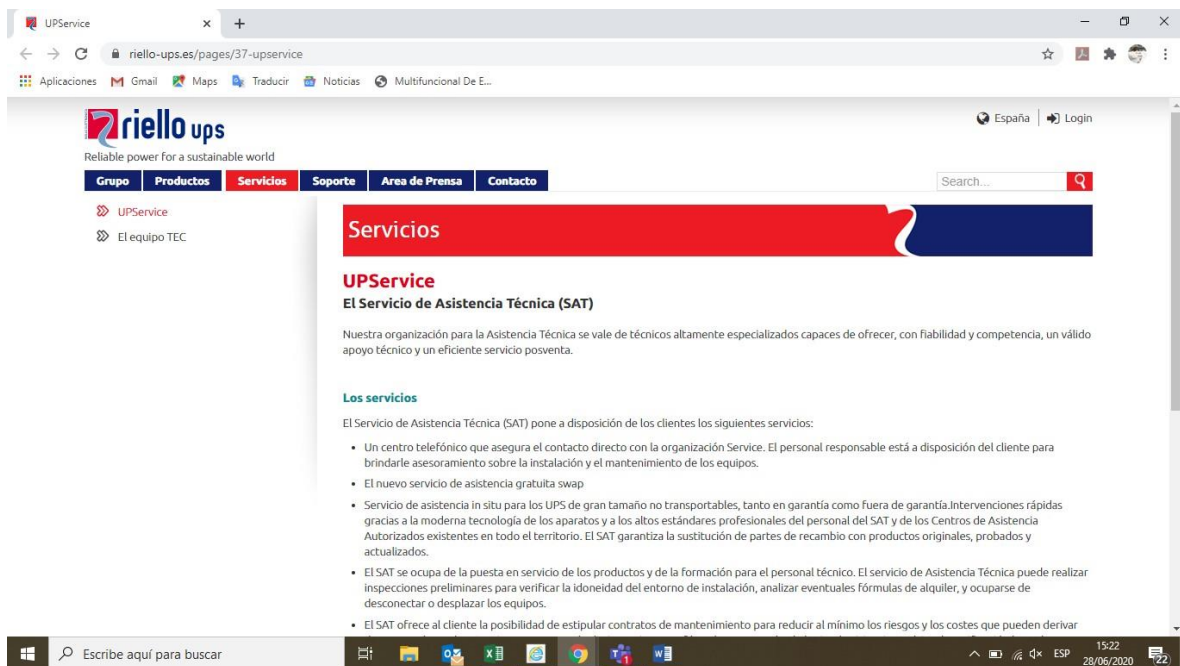 UPService
riello-ups.es/pages/37-upservice
Aplicaciones Gmail Maps Traducir Noticias Multifuncional De E...
riello ups
España Login
Reliable power for a sustainable world
Grupo Productos Servicios Soporte Area de Prensa Contacto Search...
UPService
El equipo TEC
Servicios
UPService
El Servicio de Asistencia Técnica (SAT)
Nuestra organización para la Asistencia Técnica se vale de técnicos altamente especializados capaces de ofrecer, con fiabilidad y competencia, un válido
apoyo técnico y un eficiente servicio posventa.
Los servicios
El Servicio de Asistencia Técnica (SAT) pone a disposición de los clientes los siguientes servicios:
• Un centro telefónico que asegura el contacto directo con la organización Service. El personal responsable está a disposición del cliente para
brindarle asesoramiento sobre la instalación y el mantenimiento de los equipos.
• El nuevo servicio de asistencia gratuita swap
• Servicio de asistencia in situ para los UPS de gran tamaño no transportables, tanto en garantía como fuera de garantía.Intervenciones rápidas
gracias a la moderna tecnología de los aparatos y a los altos estándares profesionales del personal del SAT y de los Centros de Asistencia
Autorizados existentes en todo el territorio. El SAT garantiza la sustitución de partes de recambio con productos originales, probados y
actualizados.
• El SAT se ocupa de la puesta en servicio de los productos y de la formación para el personal técnico. El servicio de Asistencia Técnica puede realizar
inspecciones preliminares para verificar la idoneidad del entorno de instalación, analizar eventuales fórmulas de alquiler, y ocuparse de
desconectar o desplazar los equipos.
• El SAT ofrece al cliente la posibilidad de estipular contratos de mantenimiento para reducir al mínimo los riesgos y los costes que pueden derivar
Escribe aquí para buscar
ESP
15:22
28/06/2020
22